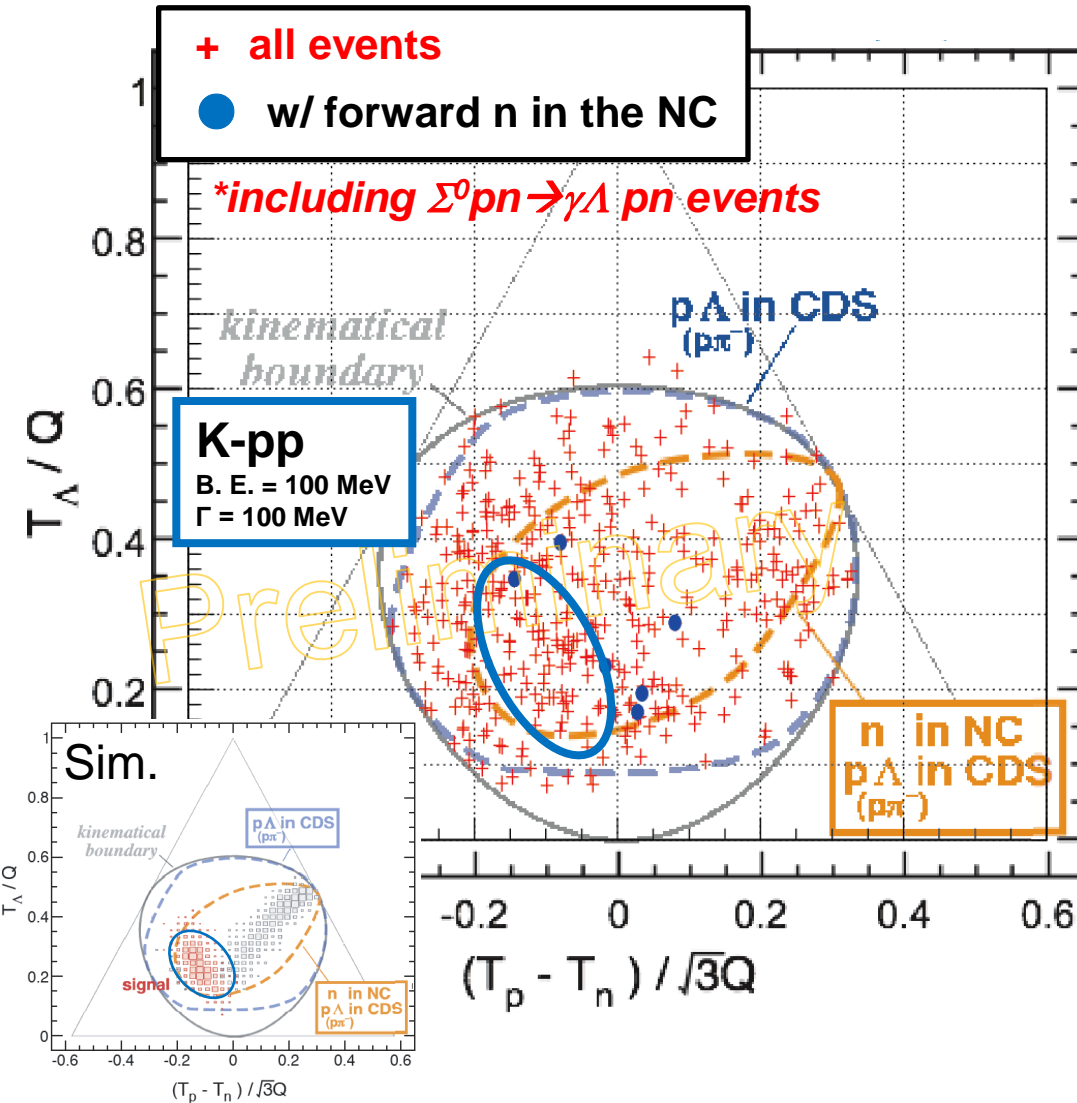 + all events
● w/ forward n in the NC
*including Σ⁰pn→γΛ pn events
1
0.8
0.6
0.4
0.2
T_Λ / Q
kinematical
boundary
p Λ in CDS
(pπ⁻)
K-pp
B. E. = 100 MeV
Γ = 100 MeV
Preliminary
n in NC
p Λ in CDS
(pπ⁻)
-0.2 0 0.2 0.4 0.6
(T_p - T_n ) / √3Q
Sim.
1
0.8
0.6
0.4
0.2
0
T_Λ / Q
kinematical
boundary
p Λ in CDS
(pπ⁻)
signal
n in NC
p Λ in CDS
(pπ⁻)
-0.6 -0.4 -0.2 0 0.2 0.4 0.6
(T_p - T_n ) / √3Q